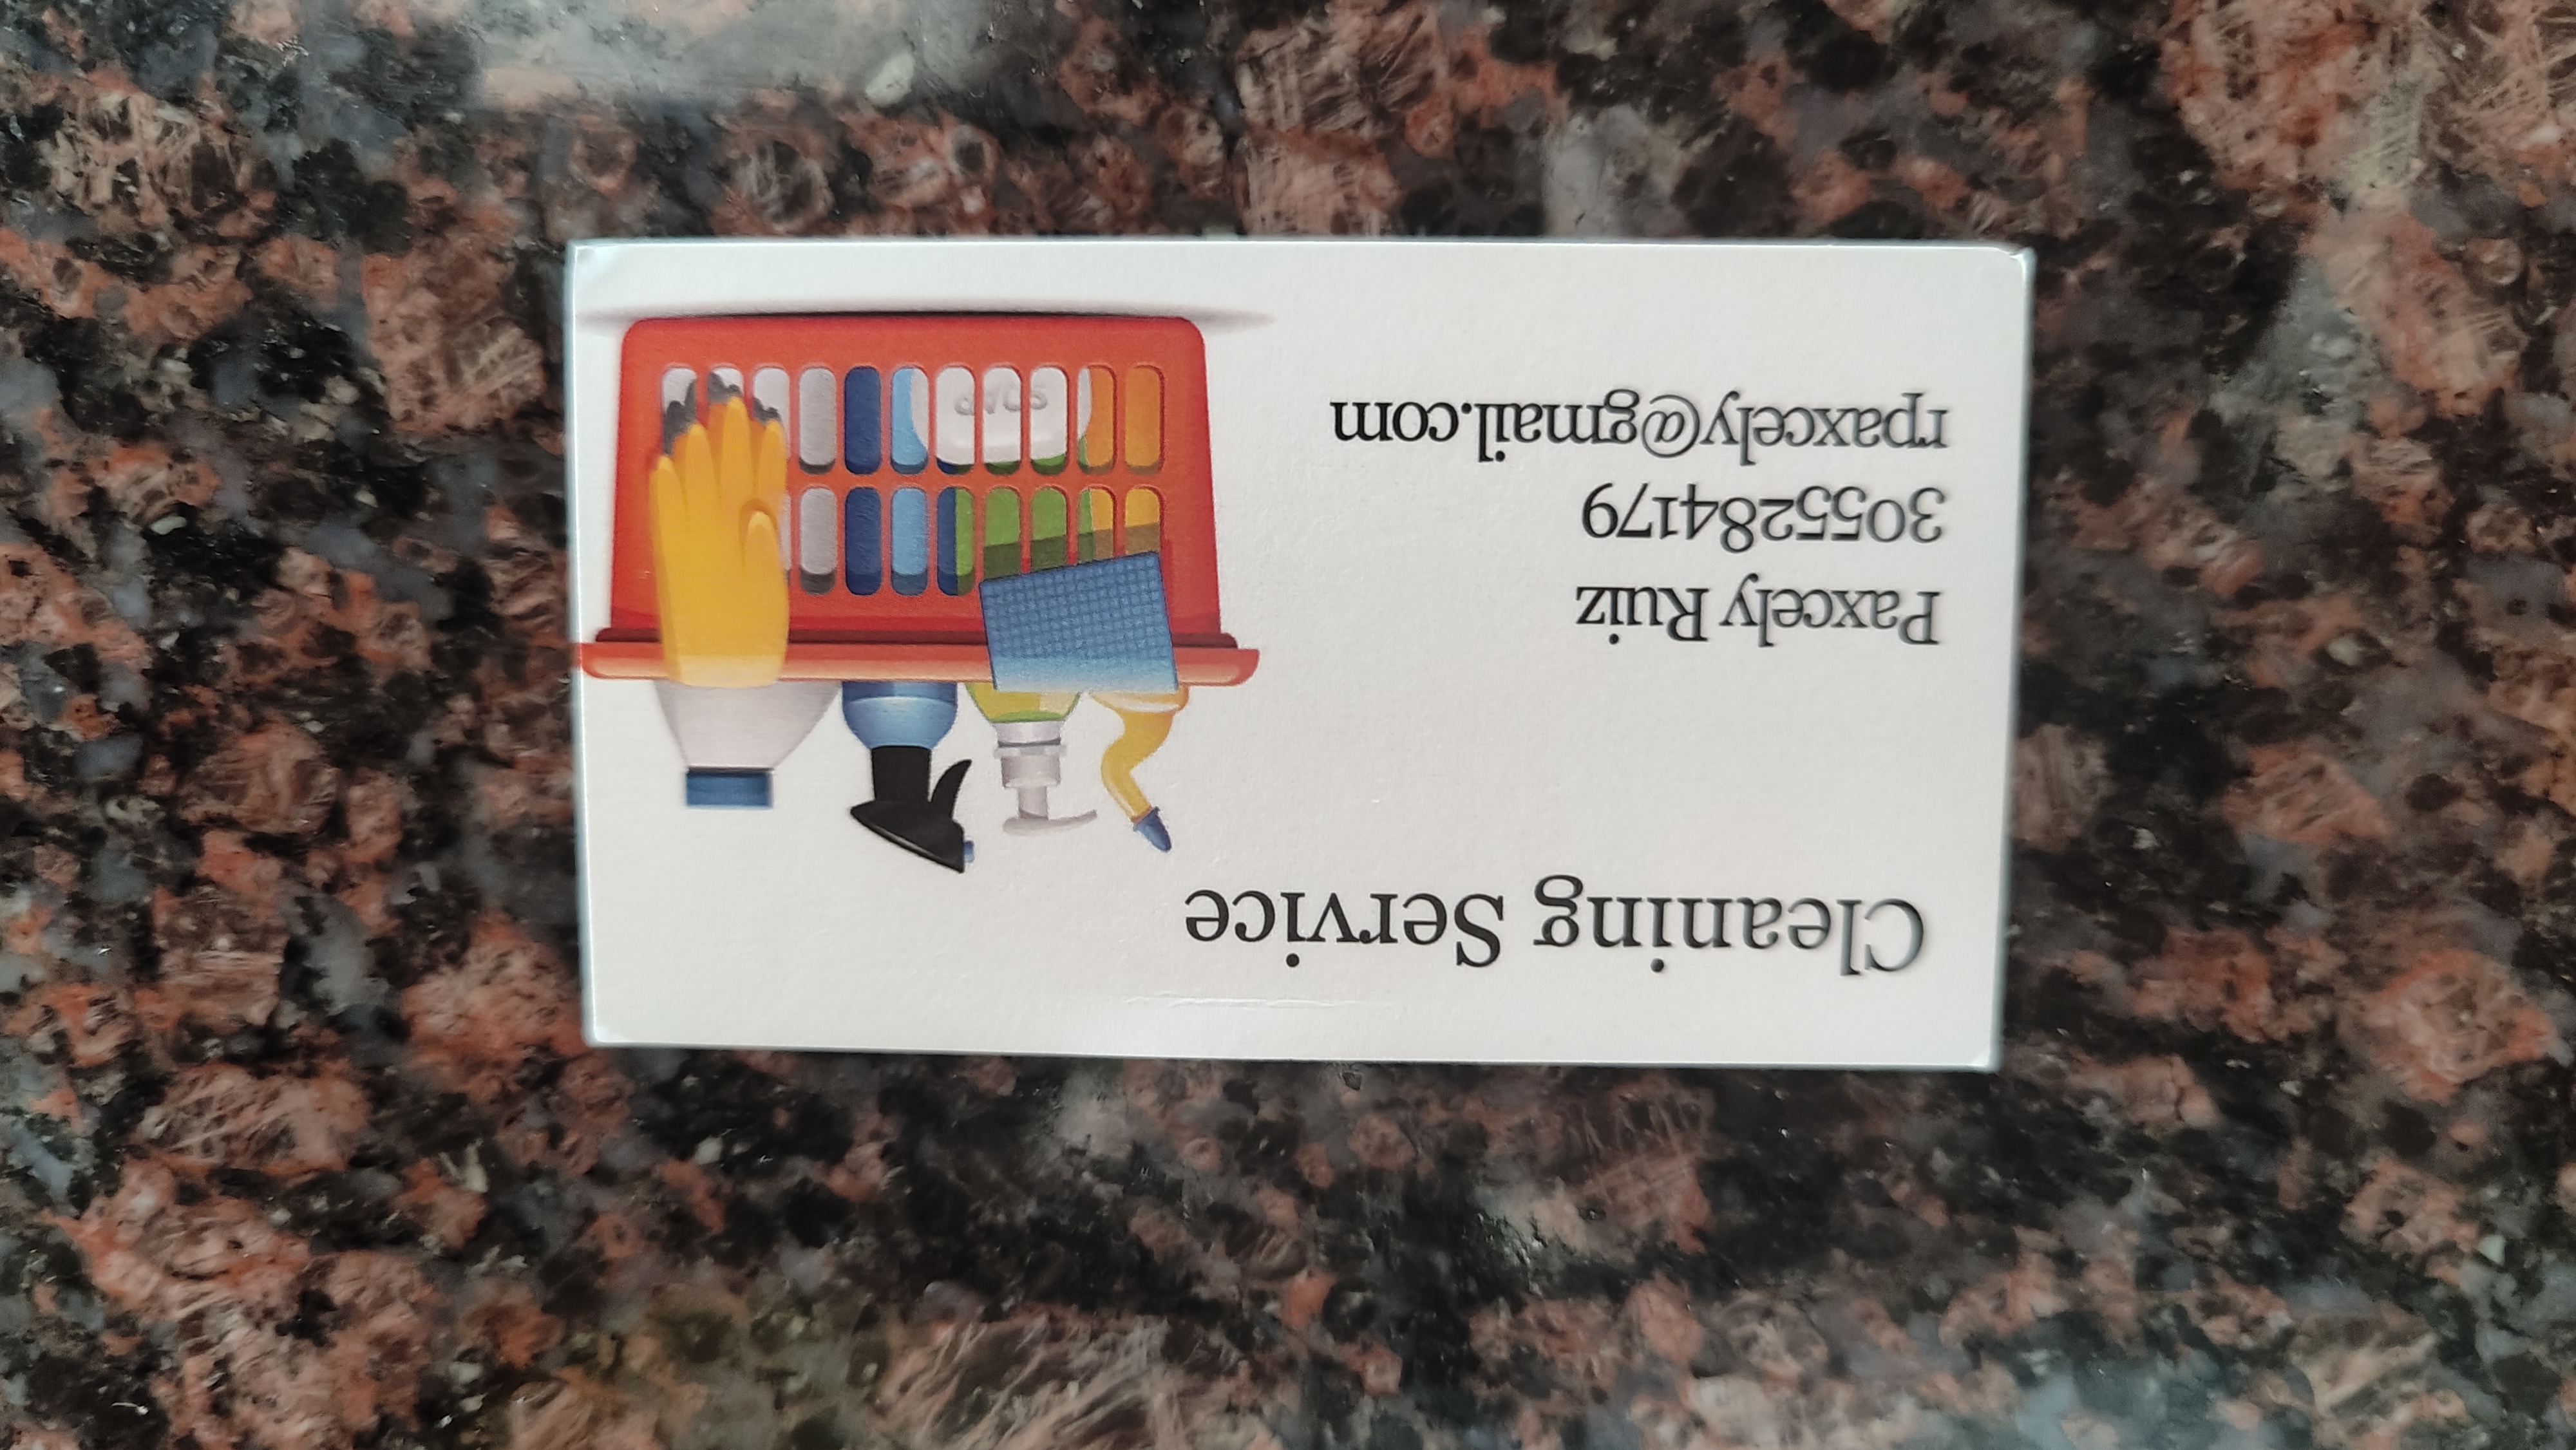 Cleaning Service
Paxcely Ruiz
3055284179
rpaxcely@gmail.com